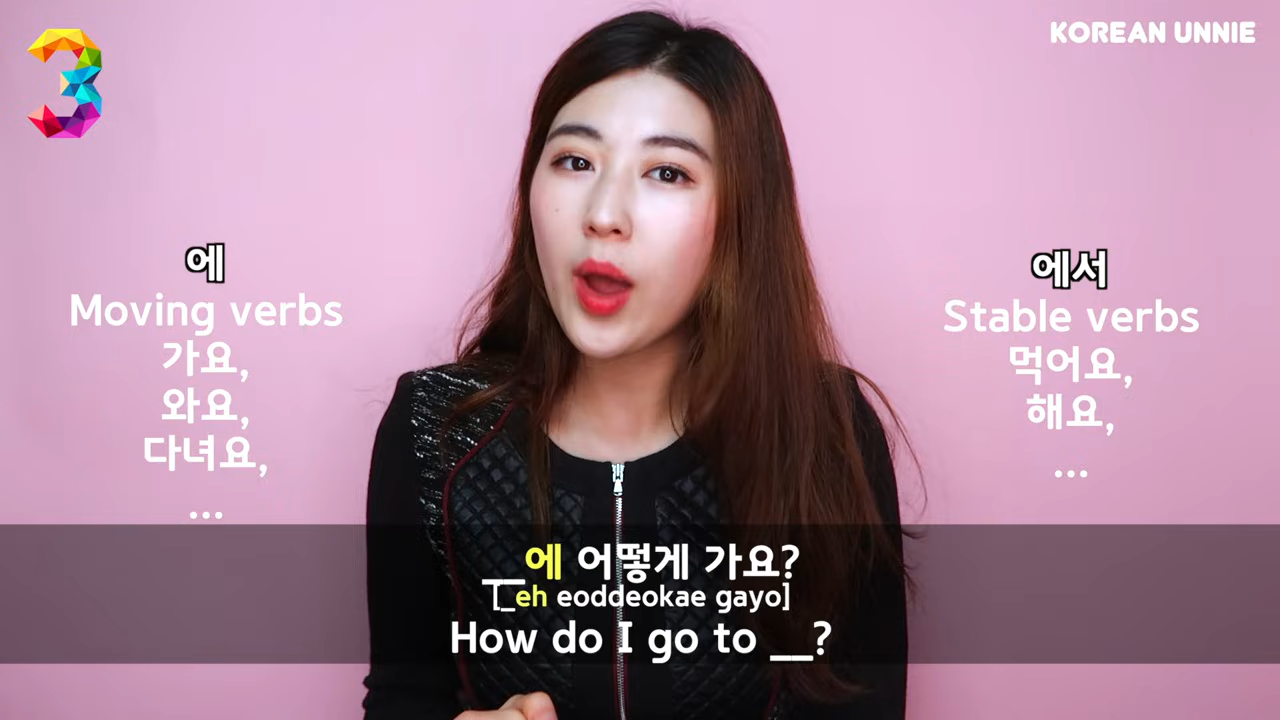 3
KOREAN UNNIE
에
Moving verbs
가요,
와요,
다녀요,
...
에서
Stable verbs
먹어요,
해요,
...
__에 어떻게 가요?
[_eh eoddeokae gayo]
How do I go to __?